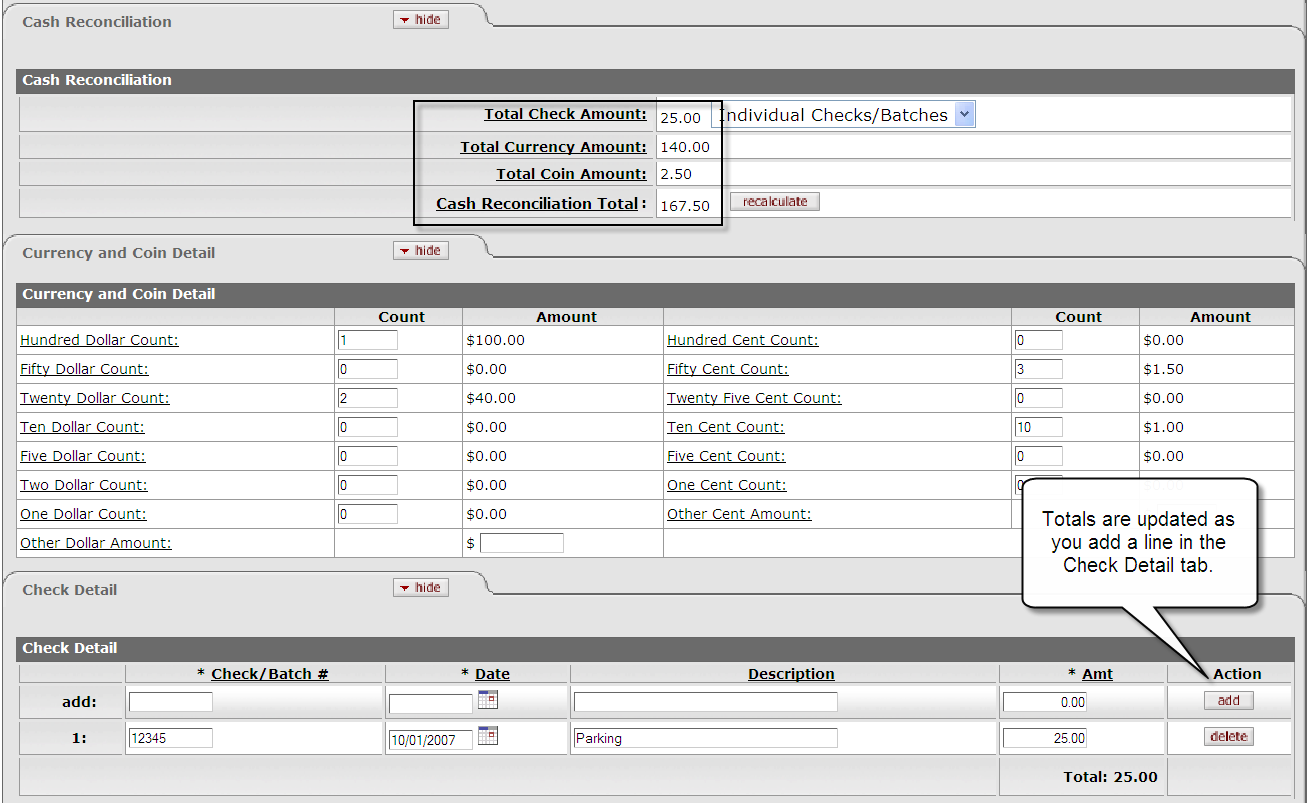 Cash Reconciliation hide
Cash Reconciliation
Total Check Amount: 25.00 Individual Checks/Batches
Total Currency Amount: 140.00
Total Coin Amount: 2.50
Cash Reconciliation Total : 167.50 recalculate
Currency and Coin Detail hide
Currency and Coin Detail
Count Amount Count Amount
Hundred Dollar Count: 1 $100.00 Hundred Cent Count: 0 $0.00
Fifty Dollar Count: 0 $0.00 Fifty Cent Count: 3 $1.50
Twenty Dollar Count: 2 $40.00 Twenty Five Cent Count: 0 $0.00
Ten Dollar Count: 0 $0.00 Ten Cent Count: 10 $1.00
Five Dollar Count: 0 $0.00 Five Cent Count: 0 $0.00
Two Dollar Count: 0 $0.00 One Cent Count:
One Dollar Count: 0 $0.00 Other Cent Amount:
Other Dollar Amount: $
Totals are updated as
you add a line in the
Check Detail tab.
Check Detail hide
Check Detail
* Check/Batch # * Date Description * Amt Action
add: 0.00 add
1: 12345 10/01/2007 Parking 25.00 delete
Total: 25.00